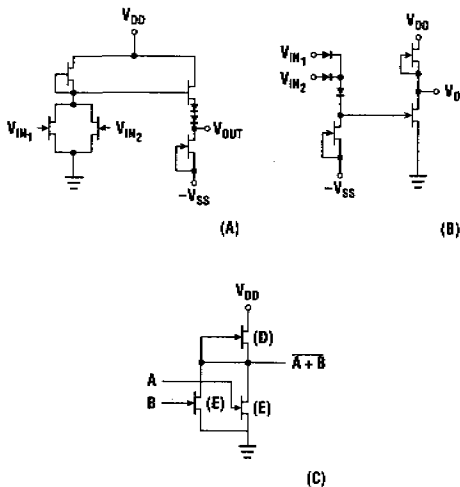 V_DD
V_IN1
V_IN2
V_OUT
-V_SS
(A)
V_IN1
V_IN2
V_DD
V_O
-V_SS
(B)
V_DD
(D)
A̅ ̅+̅ ̅B̅
A
B
(E)
(E)
(C)